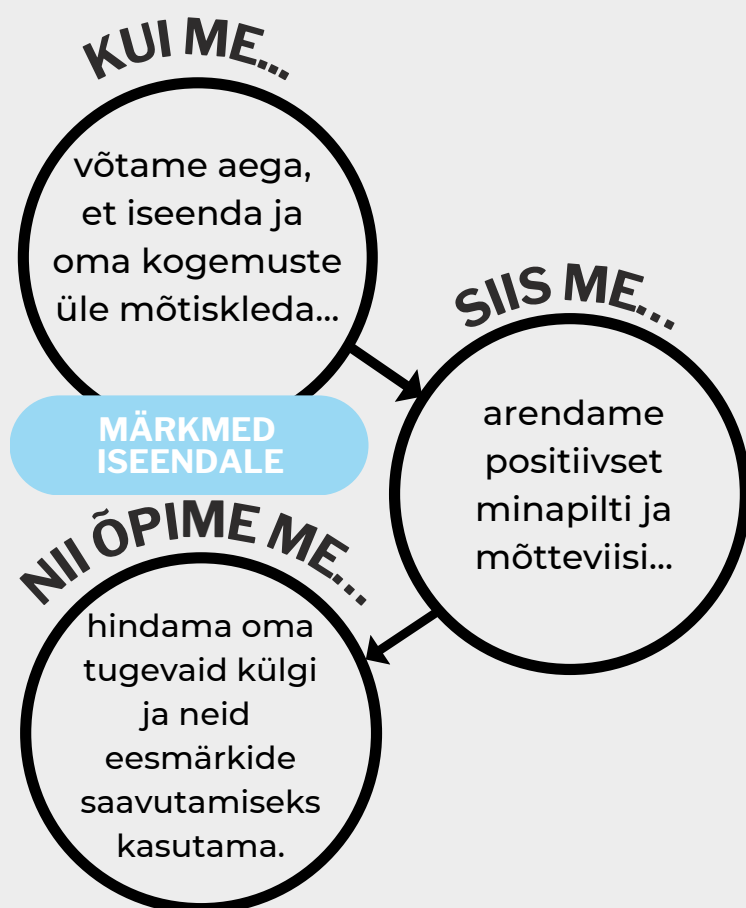 KUI ME...
võtame aega,
et iseenda ja
oma kogemuste
üle mõtiskleda...
SIIS ME...
arendame
positiivset
minapilti ja
mõtteviisi...
MÄRKMED
ISEENDALE
NII ÕPIME ME...
hindama oma
tugevaid külgi
ja neid
eesmärkide
saavutamiseks
kasutama.